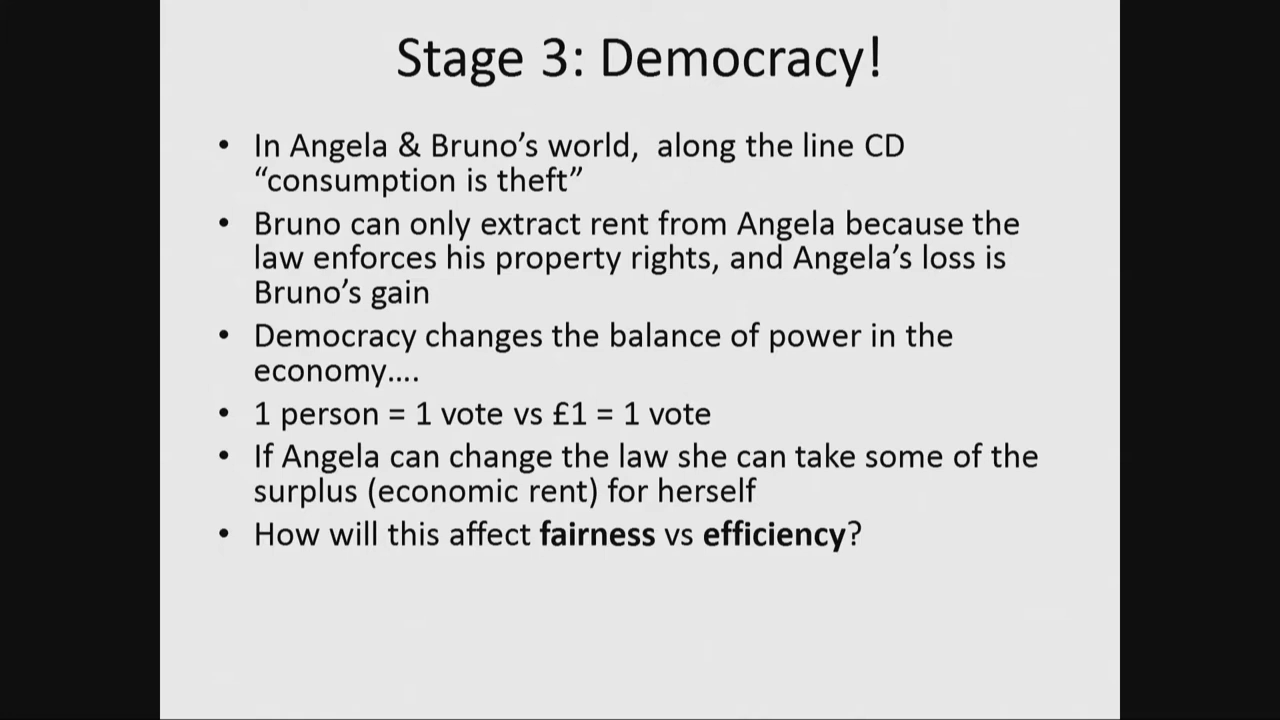 Stage 3: Democracy!
• In Angela & Bruno’s world,  along the line CD
“consumption is theft”
• Bruno can only extract rent from Angela because the
law enforces his property rights, and Angela’s loss is
Bruno’s gain
• Democracy changes the balance of power in the
economy….
• 1 person = 1 vote vs £1 = 1 vote
• If Angela can change the law she can take some of the
surplus (economic rent) for herself
• How will this affect fairness vs efficiency?